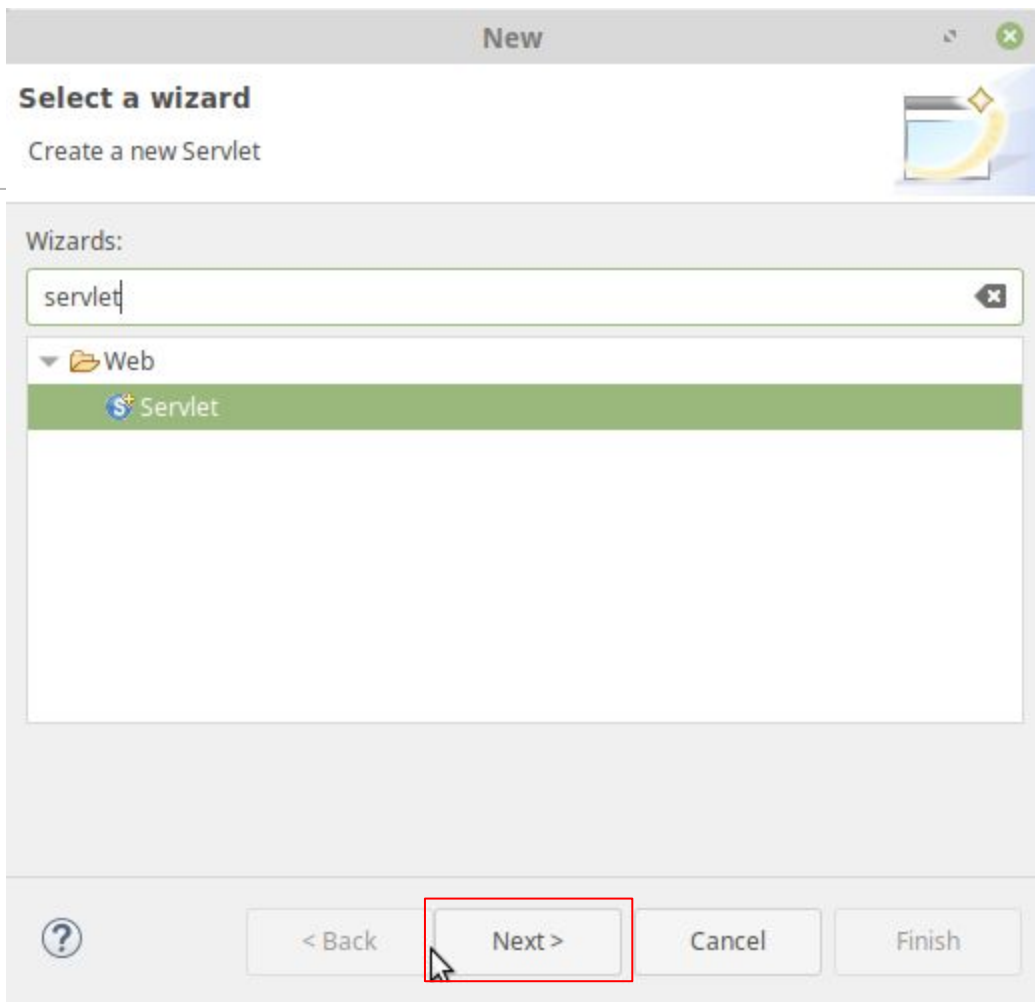 New
Select a wizard
Create a new Servlet
Wizards:
servlet
Web
Servlet
< Back Next > Cancel Finish